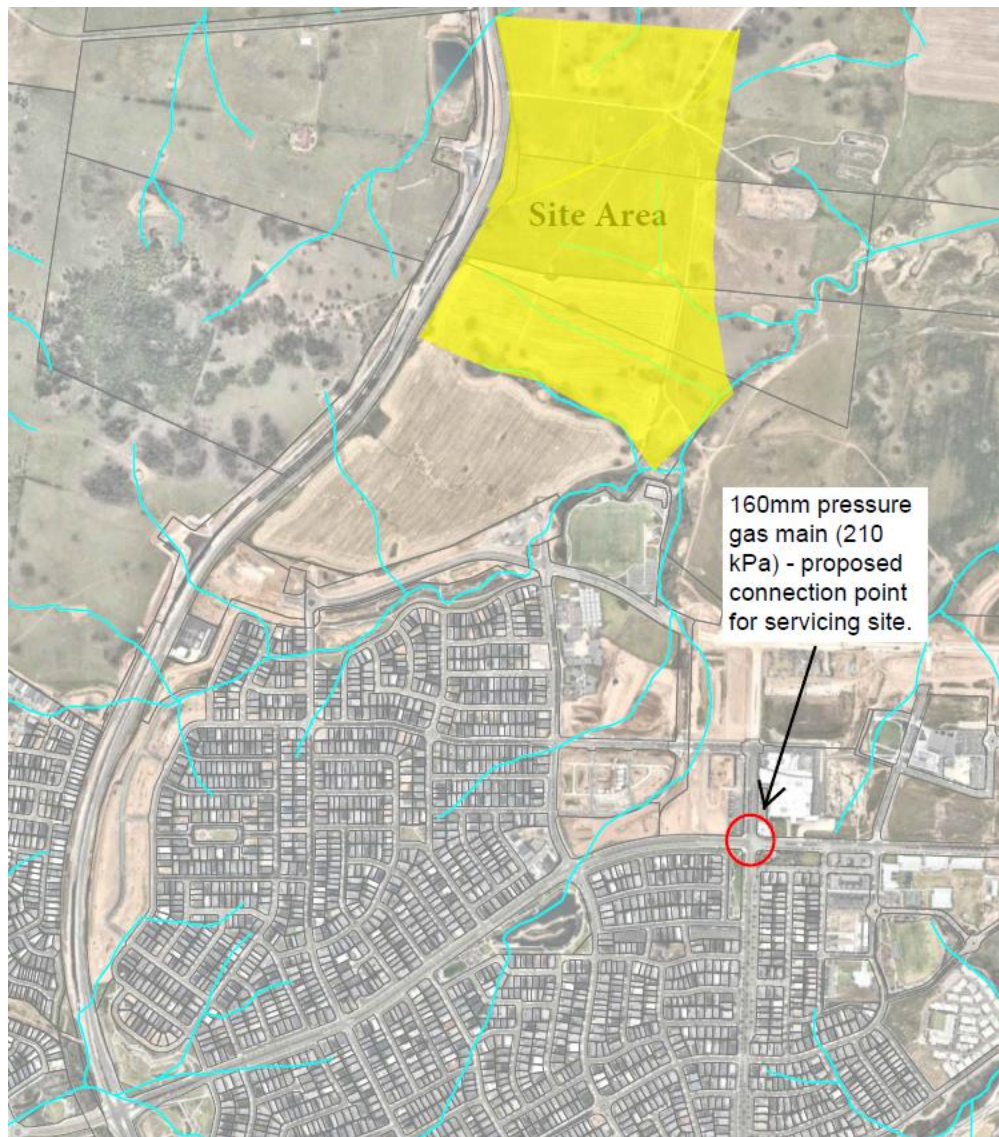 Site Area
160mm pressure
gas main (210
kPa) - proposed
connection point
for servicing site.